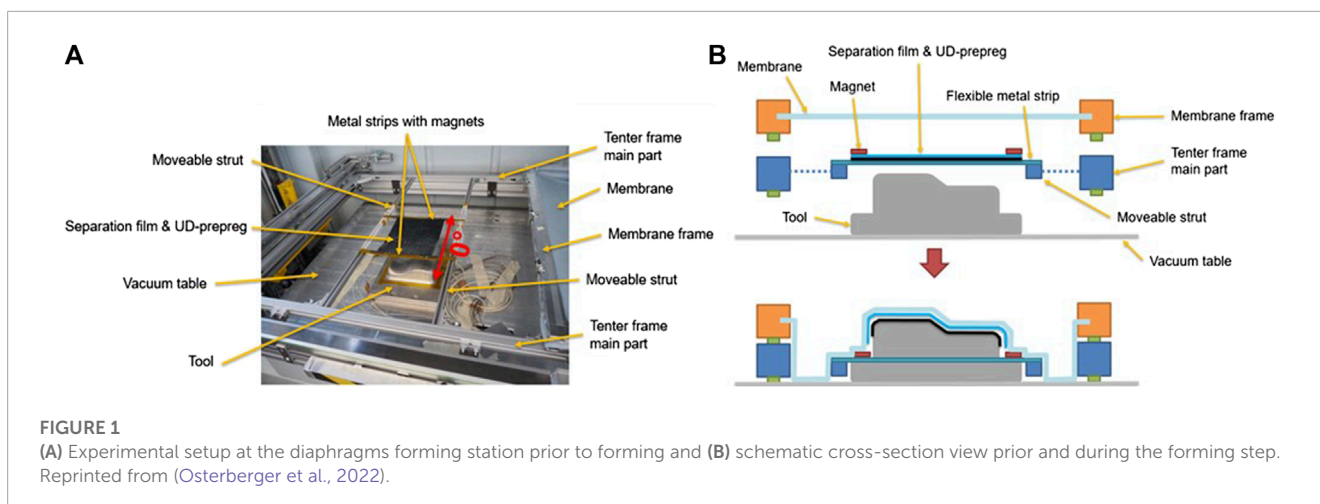 A
Metal strips with magnets
Moveable strut
Separation film & UD-prepreg
Vacuum table
Tool
Tenter frame
main part
Membrane
Membrane frame
Moveable strut
Tenter frame
main part
0°
B
Separation film & UD-prepreg
Membrane
Magnet
Flexible metal strip
Membrane frame
Tenter frame
main part
Tool
Moveable strut
Vacuum table
FIGURE 1
(A) Experimental setup at the diaphragms forming station prior to forming and (B) schematic cross-section view prior and during the forming step.
Reprinted from (Osterberger et al., 2022).